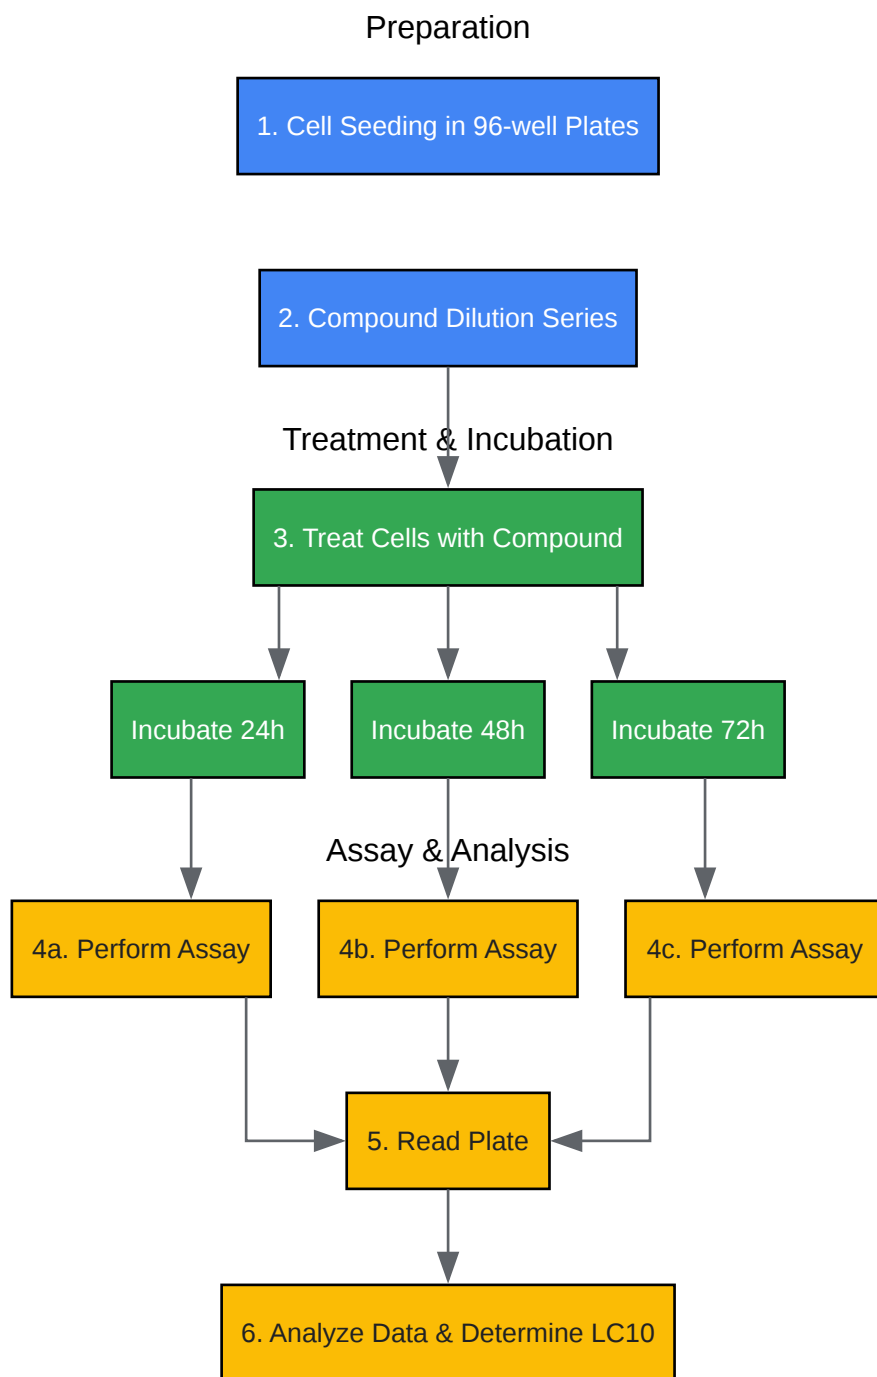 Preparation
1. Cell Seeding in 96-well Plates
2. Compound Dilution Series
Treatment & Incubation
3. Treat Cells with Compound
Incubate 24h
Incubate 48h
Incubate 72h
Assay & Analysis
4a. Perform Assay
4b. Perform Assay
4c. Perform Assay
5. Read Plate
6. Analyze Data & Determine LC10